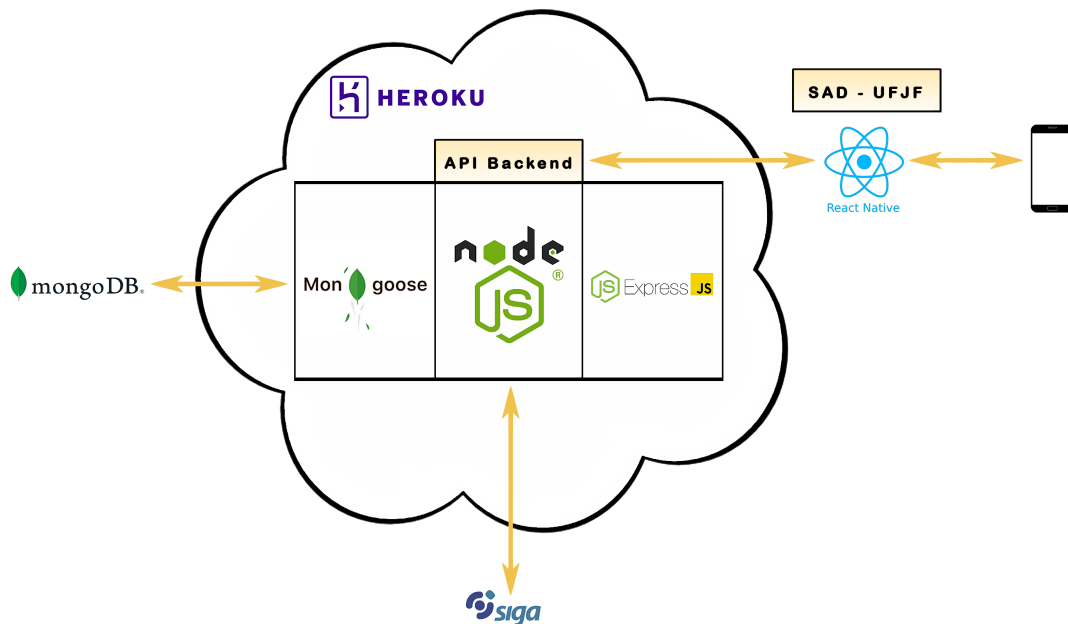 HEROKU
SAD - UFJF
API Backend
React Native
node
JS
®
Mon goose
Express JS
JS
mongoDB®
siga